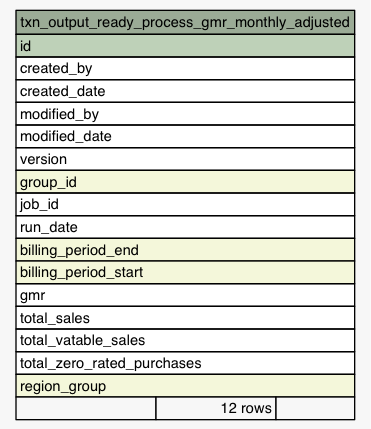 txn_output_ready_process_gmr_monthly_adjusted
id
created_by
created_date
modified_by
modified_date
version
group_id
job_id
run_date
billing_period_end
billing_period_start
gmr
total_sales
total_vatable_sales
total_zero_rated_purchases
region_group
12 rows